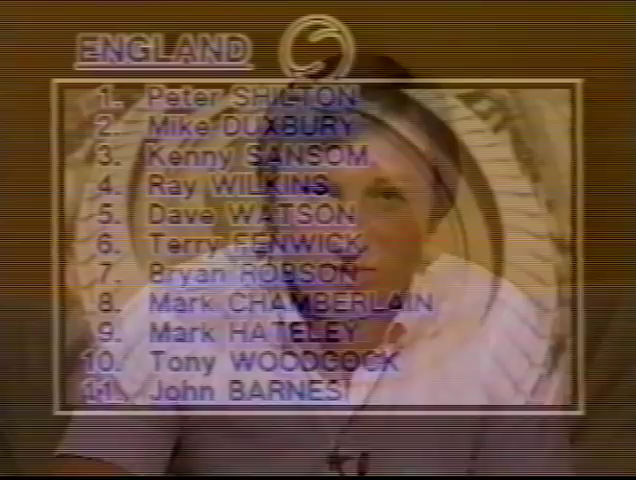 ENGLAND
1. Peter SHILTON
2. Mike DUXBURY
3. Kenny SANSOM
4. Ray WILKINS
5. Dave WATSON
6. Terry FENWICK
7. Bryan ROBSON
8. Mark CHAMBERLAIN
9. Mark HATELEY
10. Tony WOODCOCK
11. John BARNES